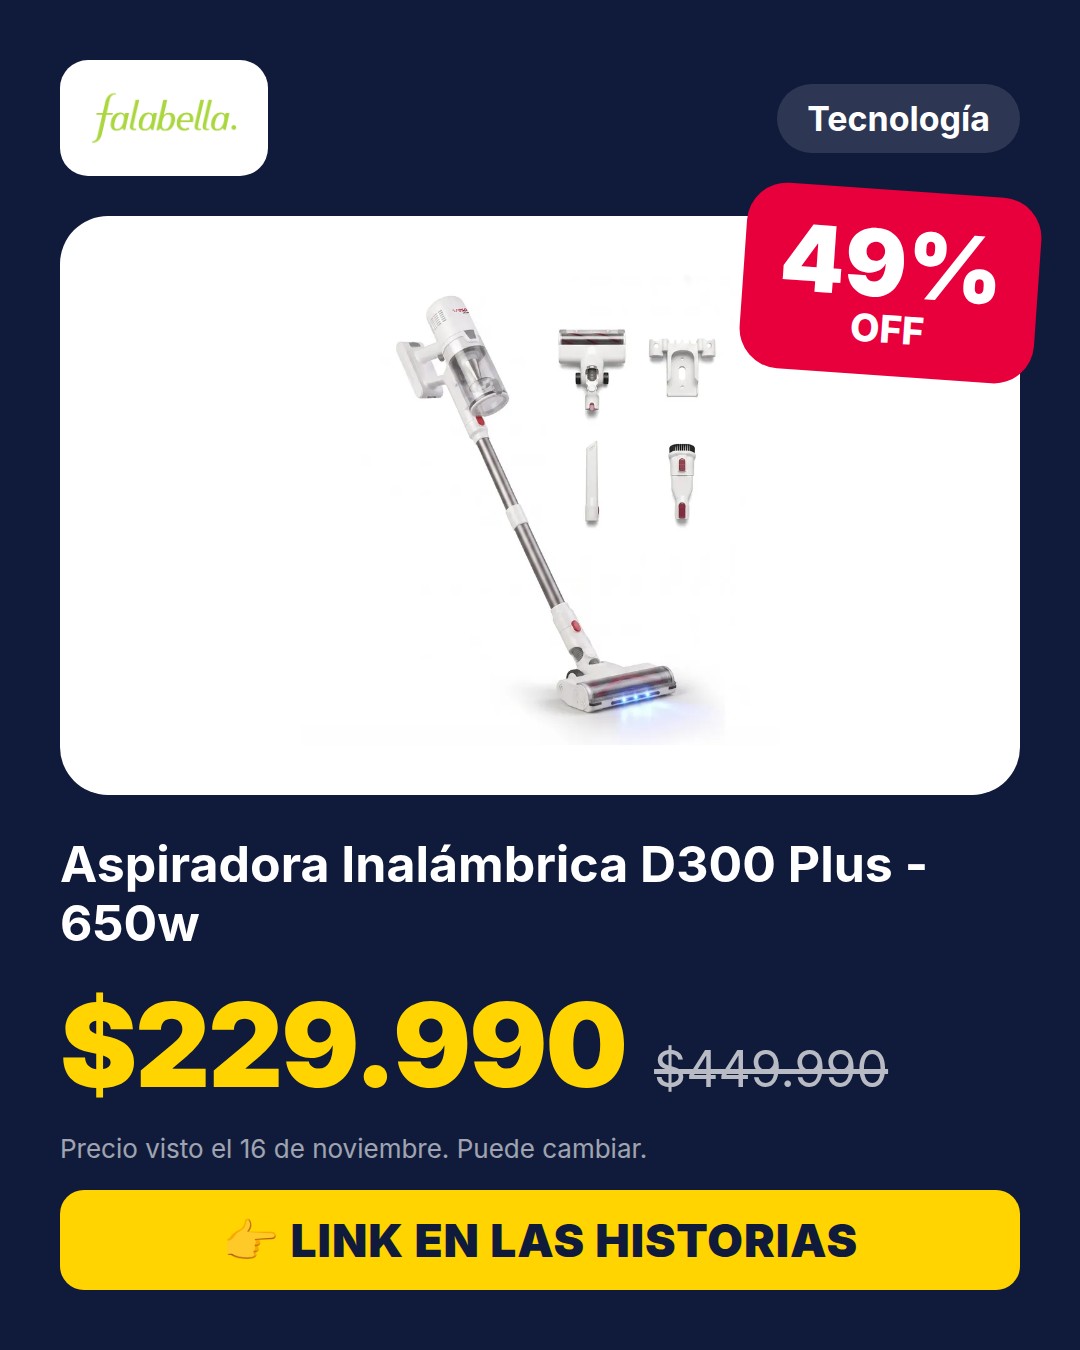 falabella.
Tecnología
49%
OFF
Aspiradora Inalámbrica D300 Plus -
650w
$229.990 $449.990
Precio visto el 16 de noviembre. Puede cambiar.
👉 LINK EN LAS HISTORIAS